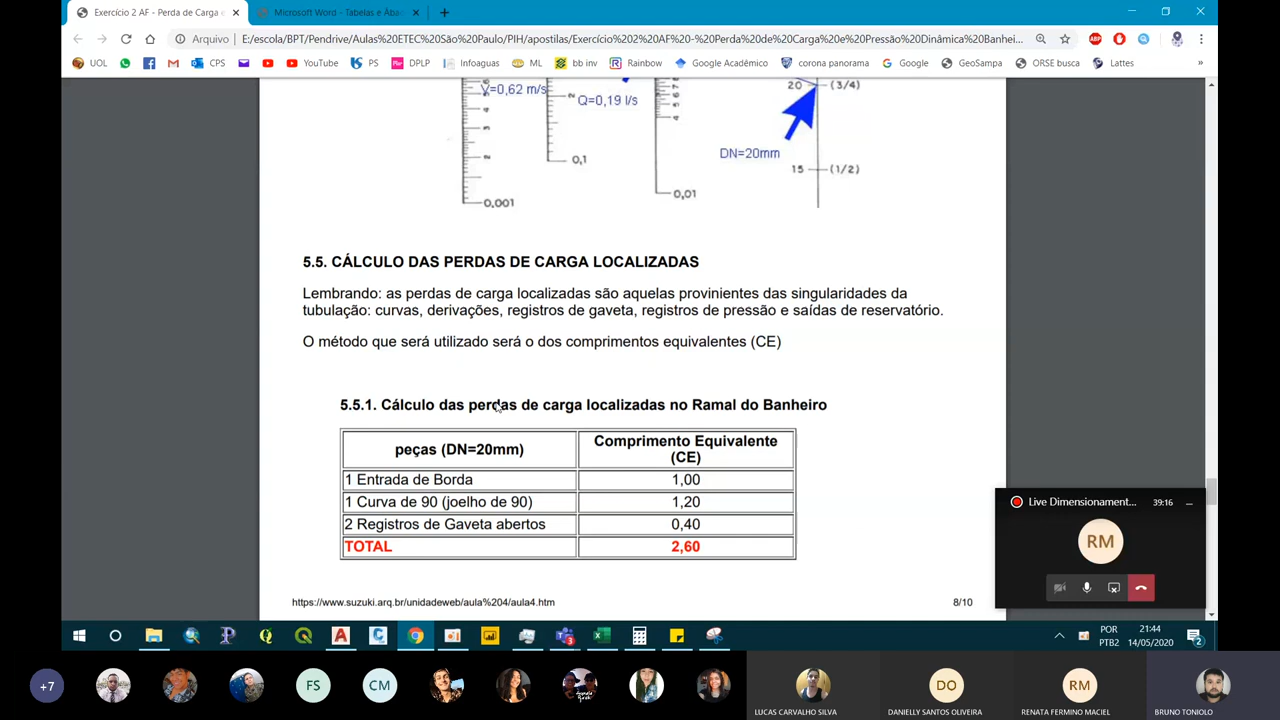 Exercício 2 AF - Perda de Carga e
Microsoft Word - Tabelas e Ába
Arquivo
E:/escola/BPT/Pendrive/Aulas%20ETEC%20São%20Paulo/PIH/apostilas/Exercício%202%20AF%20-%20Perda%20de%20Carga%20e%20Pressão%20Dinâmica%20Banhei...
UOL
CPS
YouTube
PS
DPLP
Infoaguas
ML
bb inv
Rainbow
Google Acadêmico
corona panorama
Google
GeoSampa
ORSE busca
Lattes
»
V=0,62 m/s
Q=0,19 l/s
20
(3/4)
DN=20mm
0,1
15
(1/2)
0,01
0,001
5.5. CÁLCULO DAS PERDAS DE CARGA LOCALIZADAS
Lembrando: as perdas de carga localizadas são aquelas provinientes das singularidades da
tubulação: curvas, derivações, registros de gaveta, registros de pressão e saídas de reservatório.
O método que será utilizado será o dos comprimentos equivalentes (CE)
5.5.1. Cálculo das perdas de carga localizadas no Ramal do Banheiro
peças (DN=20mm)
Comprimento Equivalente
(CE)
1 Entrada de Borda
1,00
1 Curva de 90 (joelho de 90)
1,20
2 Registros de Gaveta abertos
0,40
TOTAL
2,60
https://www.suzuki.arq.br/unidadeweb/aula%204/aula4.htm
8/10
Live Dimensionament...
39:16
RM
POR
PTB2
21:44
14/05/2020
2
+7
FS
CM
LUCAS CARVALHO SILVA
DO
DANIELLY SANTOS OLIVEIRA
RM
RENATA FERMINO MACIEL
BRUNO TONIOLO